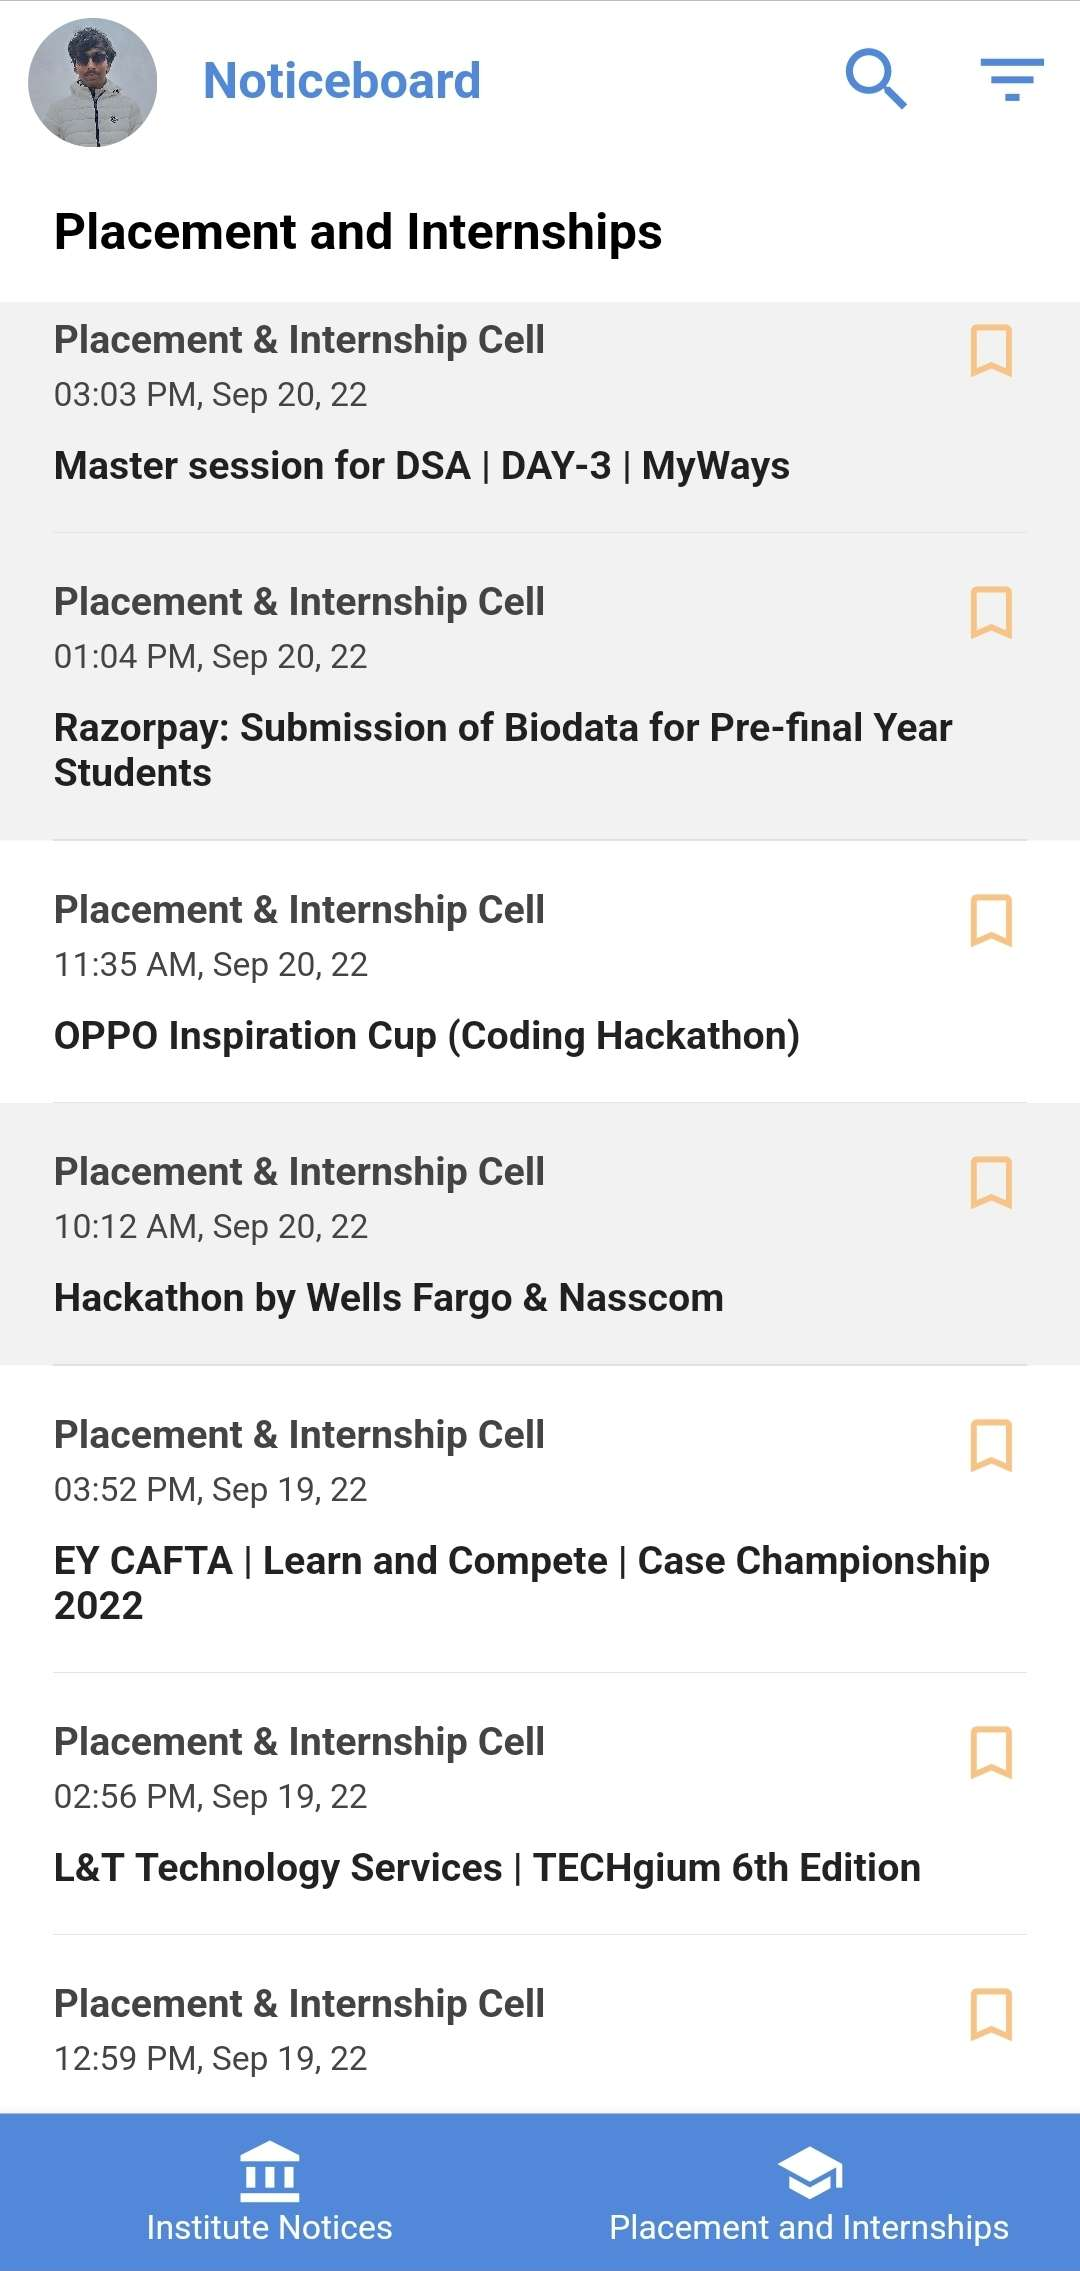 Noticeboard
Placement and Internships
Placement & Internship Cell
03:03 PM, Sep 20, 22
Master session for DSA | DAY-3 | MyWays
Placement & Internship Cell
01:04 PM, Sep 20, 22
Razorpay: Submission of Biodata for Pre-final Year
Students
Placement & Internship Cell
11:35 AM, Sep 20, 22
OPPO Inspiration Cup (Coding Hackathon)
Placement & Internship Cell
10:12 AM, Sep 20, 22
Hackathon by Wells Fargo & Nasscom
Placement & Internship Cell
03:52 PM, Sep 19, 22
EY CAFTA | Learn and Compete | Case Championship
2022
Placement & Internship Cell
02:56 PM, Sep 19, 22
L&T Technology Services | TECHgium 6th Edition
Placement & Internship Cell
12:59 PM, Sep 19, 22
Institute Notices
Placement and Internships